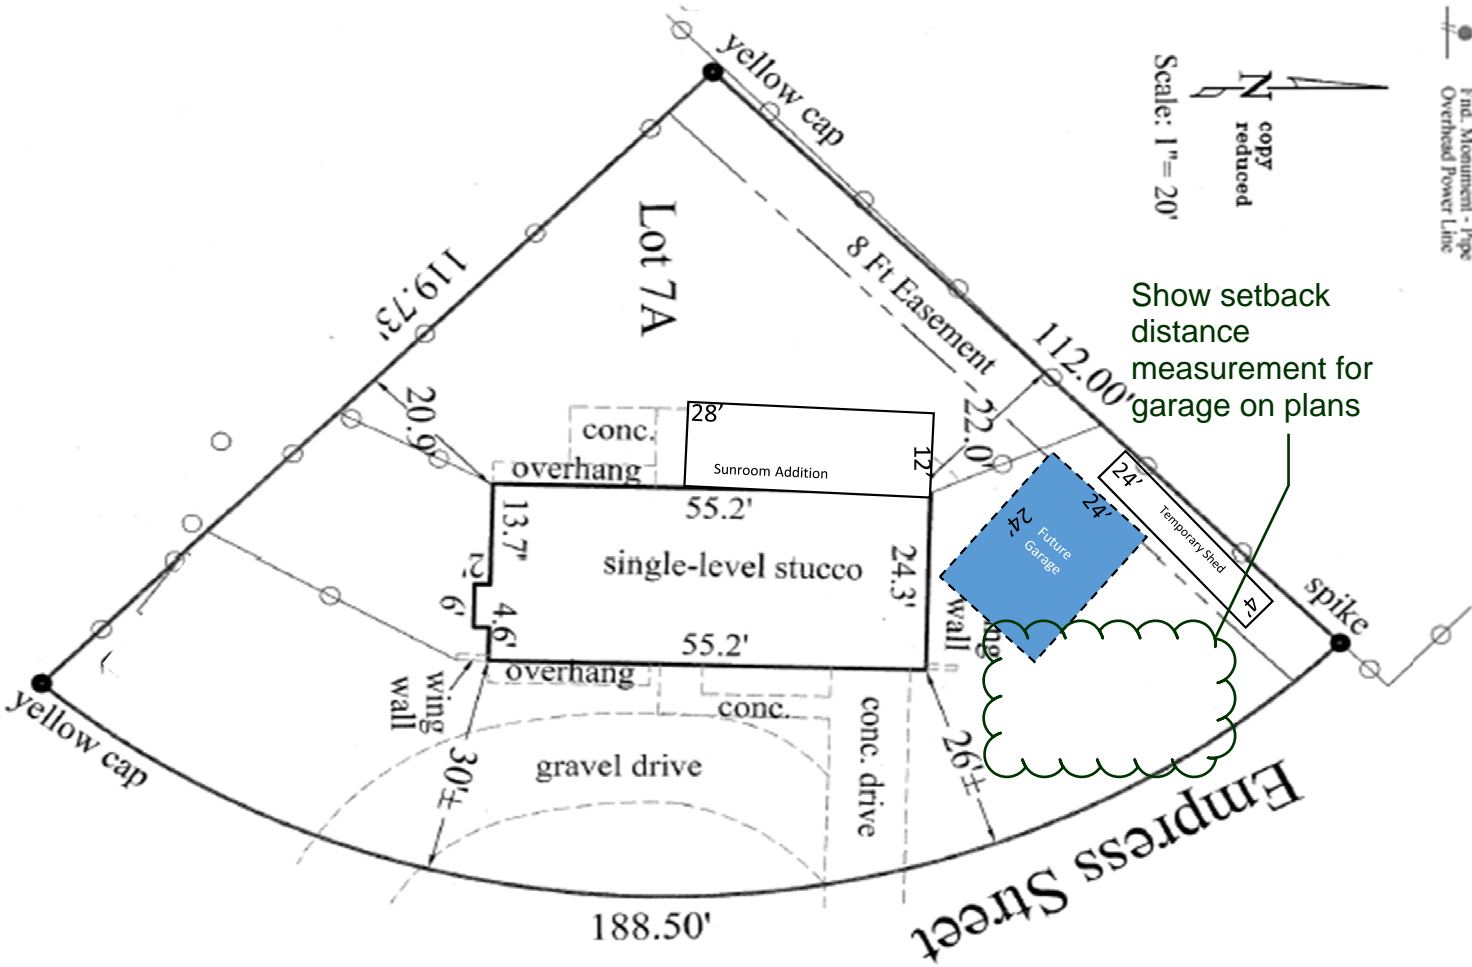 yellow cap
Fnd. Monument - Pipe
Overhead Power Line
N
copy
reduced
Scale: 1"= 20'
Lot 7A
8 Ft Easement
119.73'
112.00'
Show setback
distance
measurement for
garage on plans
20.9'
22.0'
conc.
overhang
28'
12'
Sunroom Addition
24'
24'
Future
Garage
24'
Temporary Shed
4'
55.2'
13.7'
single-level stucco
24.3'
2'
6'
4.6'
55.2'
wing
wall
spike
overhang
wing
wall
conc.
conc. drive
gravel drive
30'±
26'±
yellow cap
Empress Street
188.50'